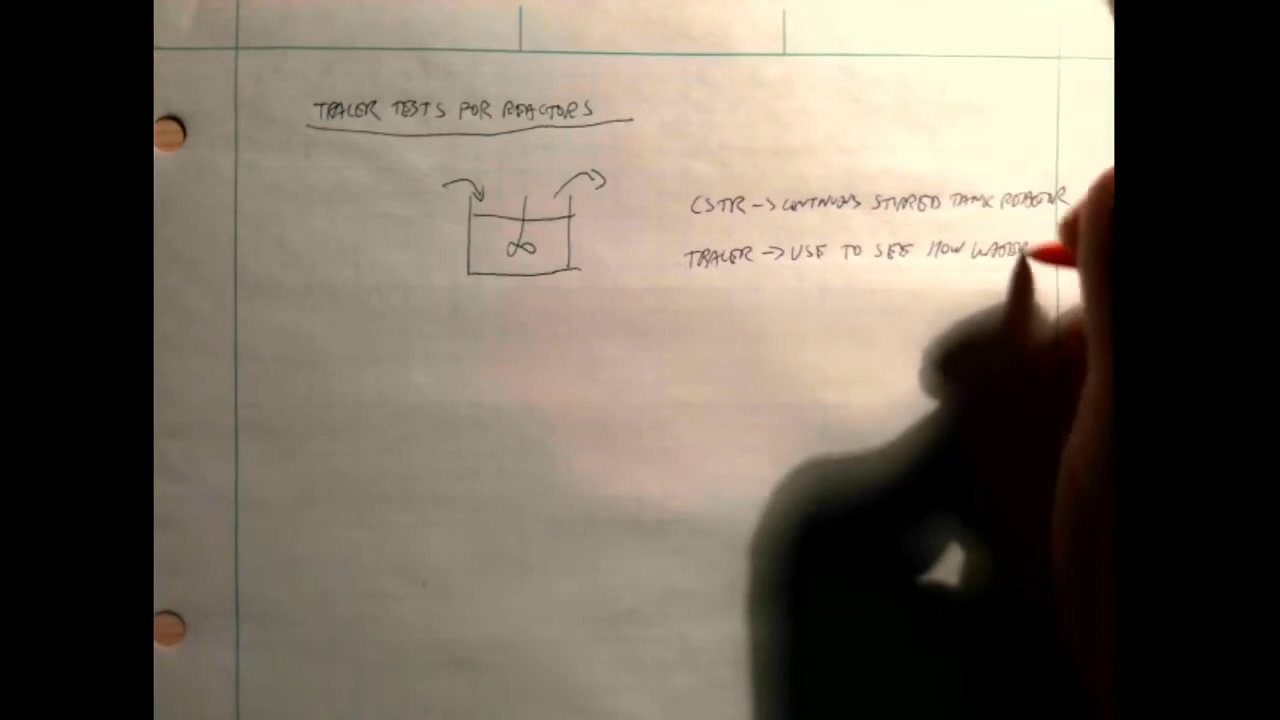 TRACER TESTS FOR REACTORS
CSTR -> CONTINUOUS STIRRED TANK REACTOR
TRACER -> USE TO SEE HOW WATER